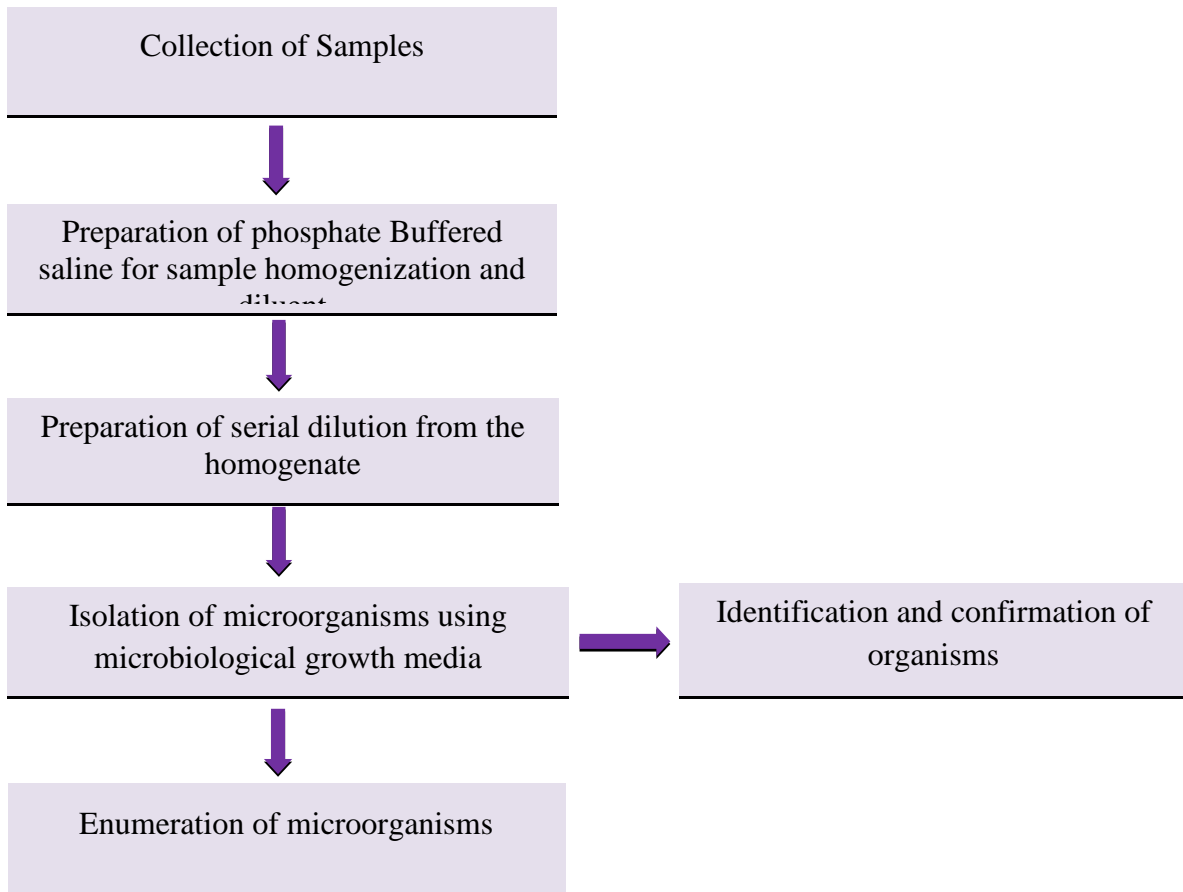 Collection of Samples
Preparation of phosphate Buffered
saline for sample homogenization and
diluent
Preparation of serial dilution from the
homogenate
Isolation of microorganisms using
microbiological growth media
Identification and confirmation of
organisms
Enumeration of microorganisms